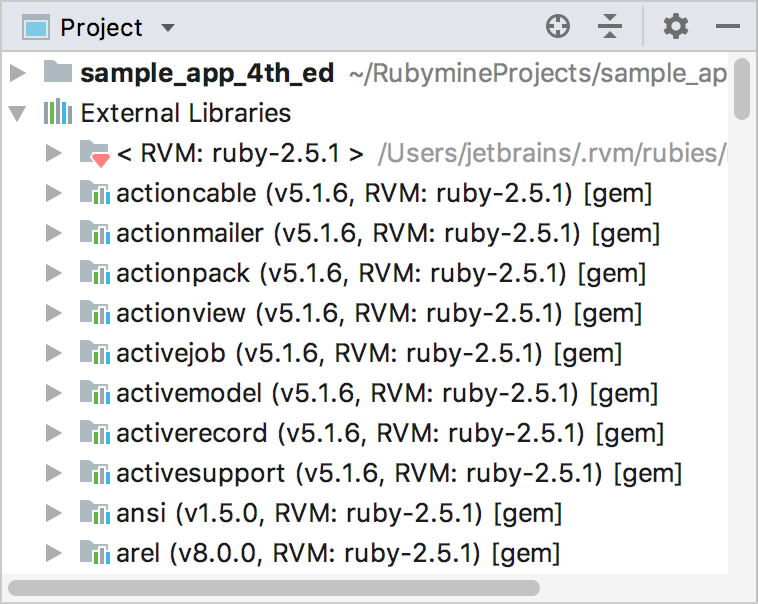 Project
sample_app_4th_ed ~/RubymineProjects/sample_ap
External Libraries
< RVM: ruby-2.5.1 > /Users/jetbrains/.rvm/rubies/
actioncable (v5.1.6, RVM: ruby-2.5.1) [gem]
actionmailer (v5.1.6, RVM: ruby-2.5.1) [gem]
actionpack (v5.1.6, RVM: ruby-2.5.1) [gem]
actionview (v5.1.6, RVM: ruby-2.5.1) [gem]
activejob (v5.1.6, RVM: ruby-2.5.1) [gem]
activemodel (v5.1.6, RVM: ruby-2.5.1) [gem]
activerecord (v5.1.6, RVM: ruby-2.5.1) [gem]
activesupport (v5.1.6, RVM: ruby-2.5.1) [gem]
ansi (v1.5.0, RVM: ruby-2.5.1) [gem]
arel (v8.0.0, RVM: ruby-2.5.1) [gem]